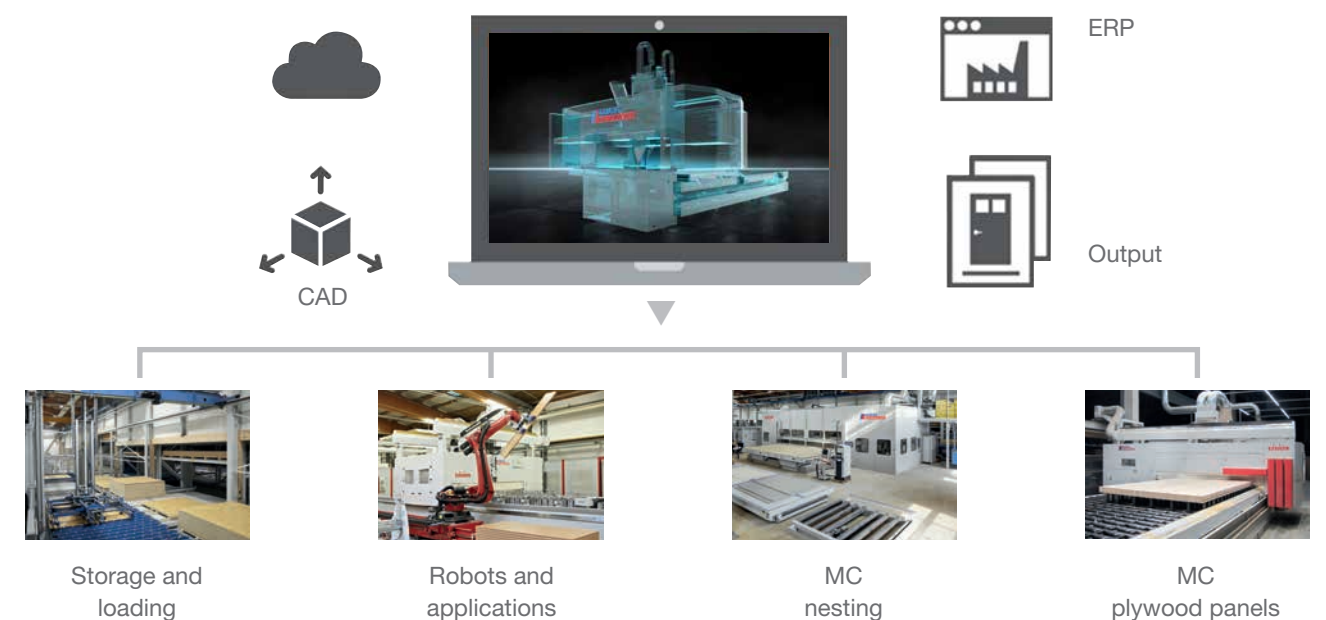 ERP
Output
CAD
Storage and
loading
Robots and
applications
MC
nesting
MC
plywood panels